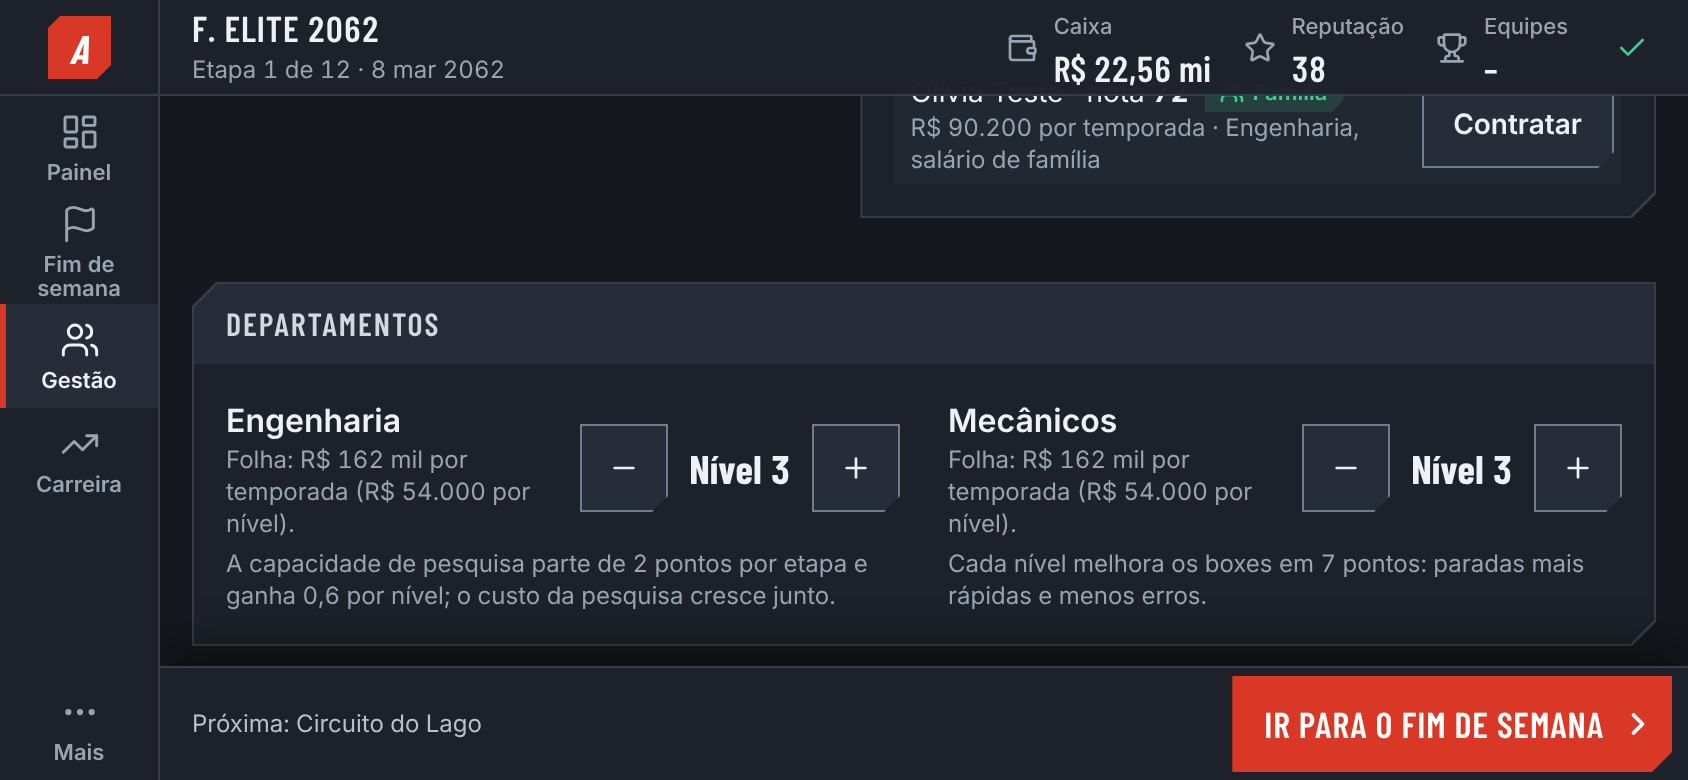 A
F. ELITE 2062
Etapa 1 de 12 · 8 mar 2062
Caixa
R$ 22,56 mi
Reputação
38
Equipes
–
Painel
Fim de
semana
Gestão
Carreira
Mais
Olivia Teste · nota 72 Família
R$ 90.200 por temporada · Engenharia,
salário de família
Contratar
DEPARTAMENTOS
Engenharia
Folha: R$ 162 mil por
temporada (R$ 54.000 por
nível).
− Nível 3 +
A capacidade de pesquisa parte de 2 pontos por etapa e
ganha 0,6 por nível; o custo da pesquisa cresce junto.
Mecânicos
Folha: R$ 162 mil por
temporada (R$ 54.000 por
nível).
− Nível 3 +
Cada nível melhora os boxes em 7 pontos: paradas mais
rápidas e menos erros.
Próxima: Circuito do Lago
IR PARA O FIM DE SEMANA